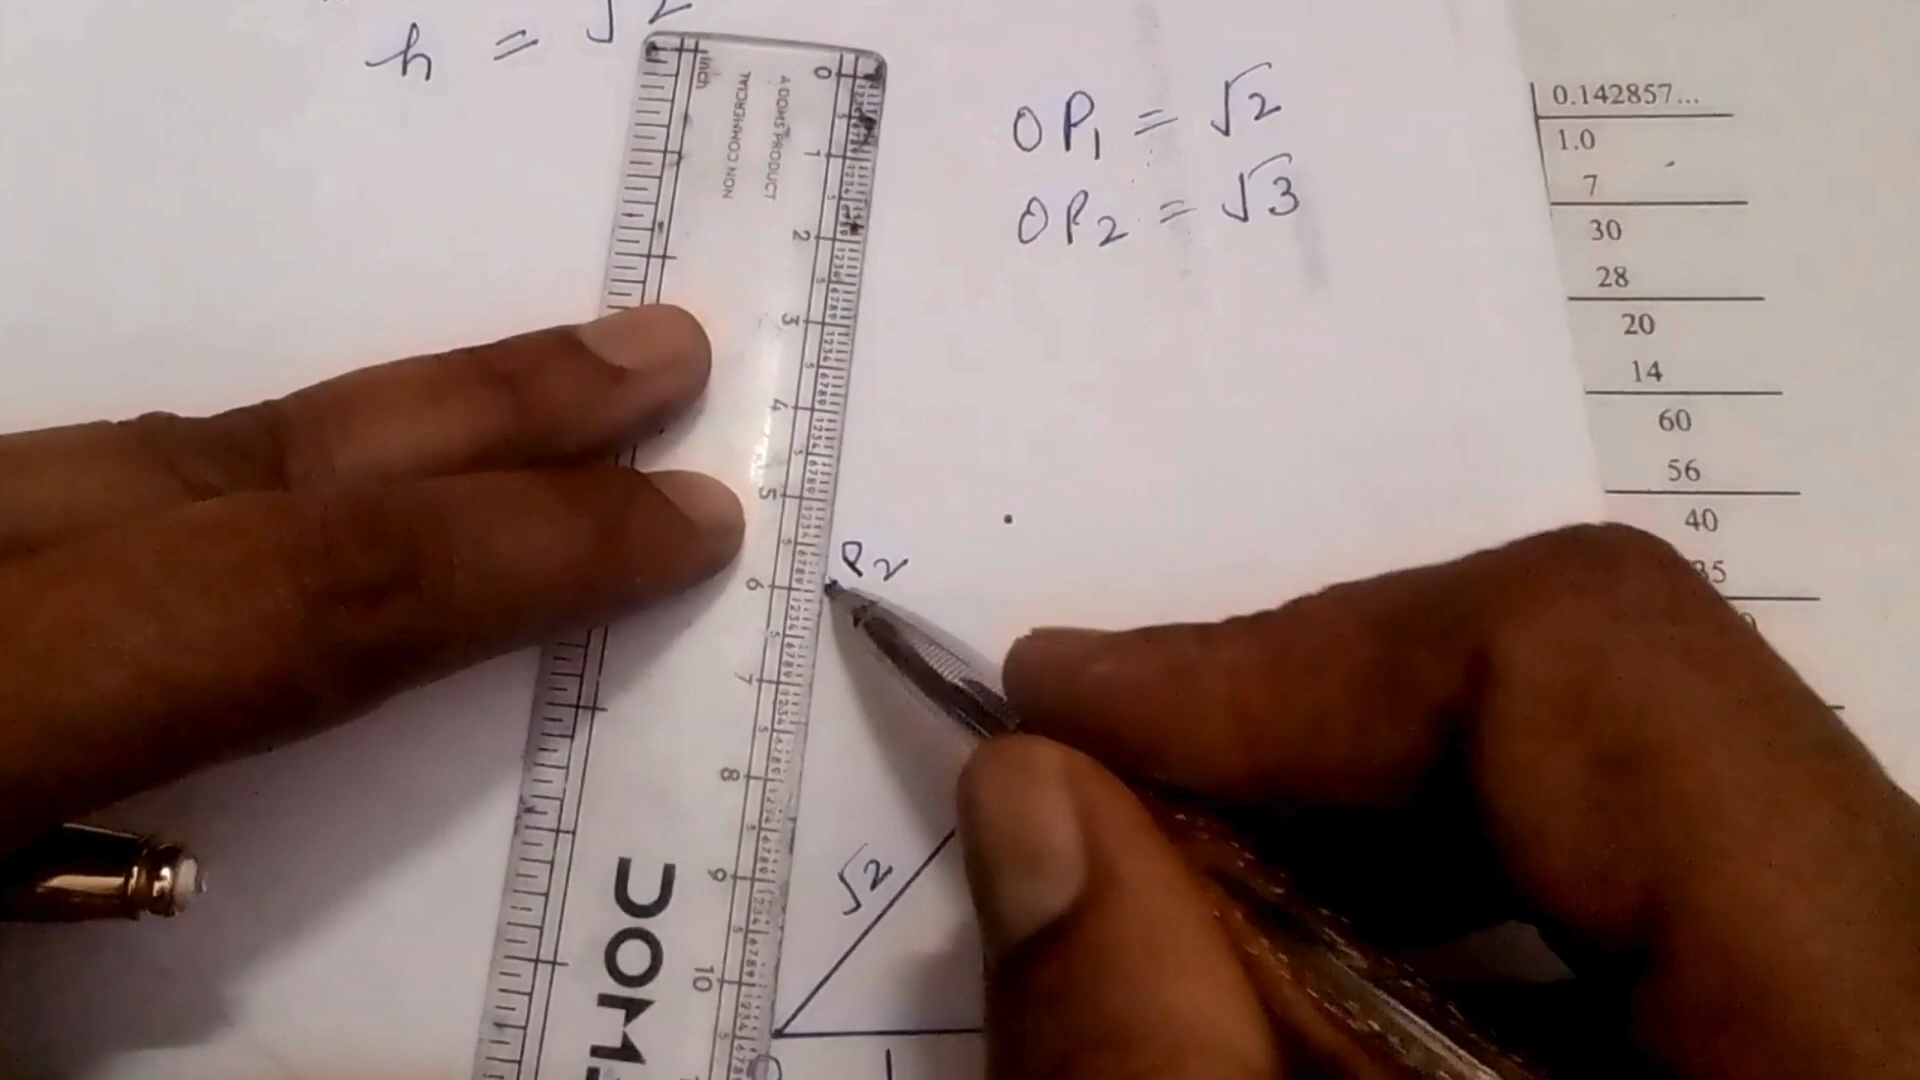 h = √2
OP1 = √2
OP2 = √3
inch
NON COMMERCIAL
A DOMS PRODUCT
0
1
2
3
4
5
6
7
8
9
10
DOM
P2
√2
0.142857...
1.0
7
30
28
20
14
60
56
40
35